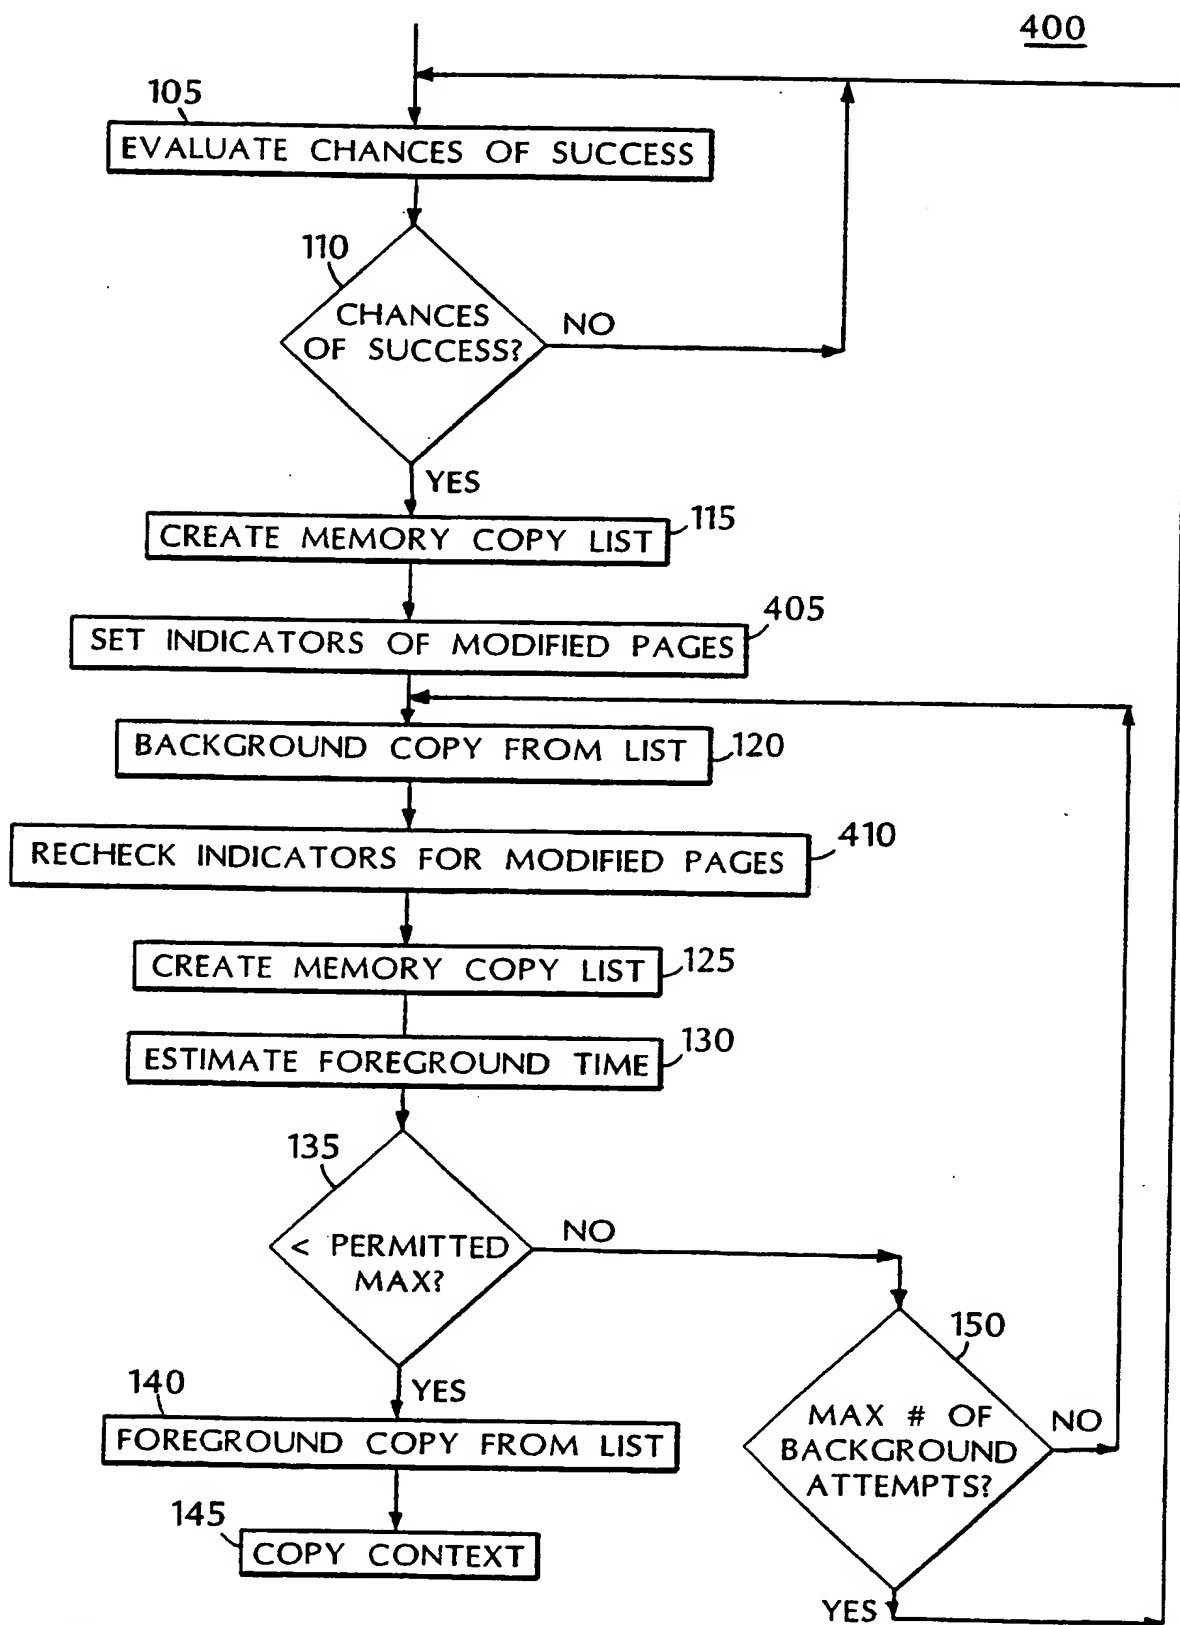 400
105
EVALUATE CHANCES OF SUCCESS
110
CHANCES
OF SUCCESS?
NO
YES
115
CREATE MEMORY COPY LIST
405
SET INDICATORS OF MODIFIED PAGES
BACKGROUND COPY FROM LIST
120
RECHECK INDICATORS FOR MODIFIED PAGES
410
CREATE MEMORY COPY LIST
125
ESTIMATE FOREGROUND TIME
130
135
< PERMITTED
MAX?
NO
YES
150
MAX # OF
BACKGROUND
ATTEMPTS?
NO
YES
140
FOREGROUND COPY FROM LIST
145
COPY CONTEXT